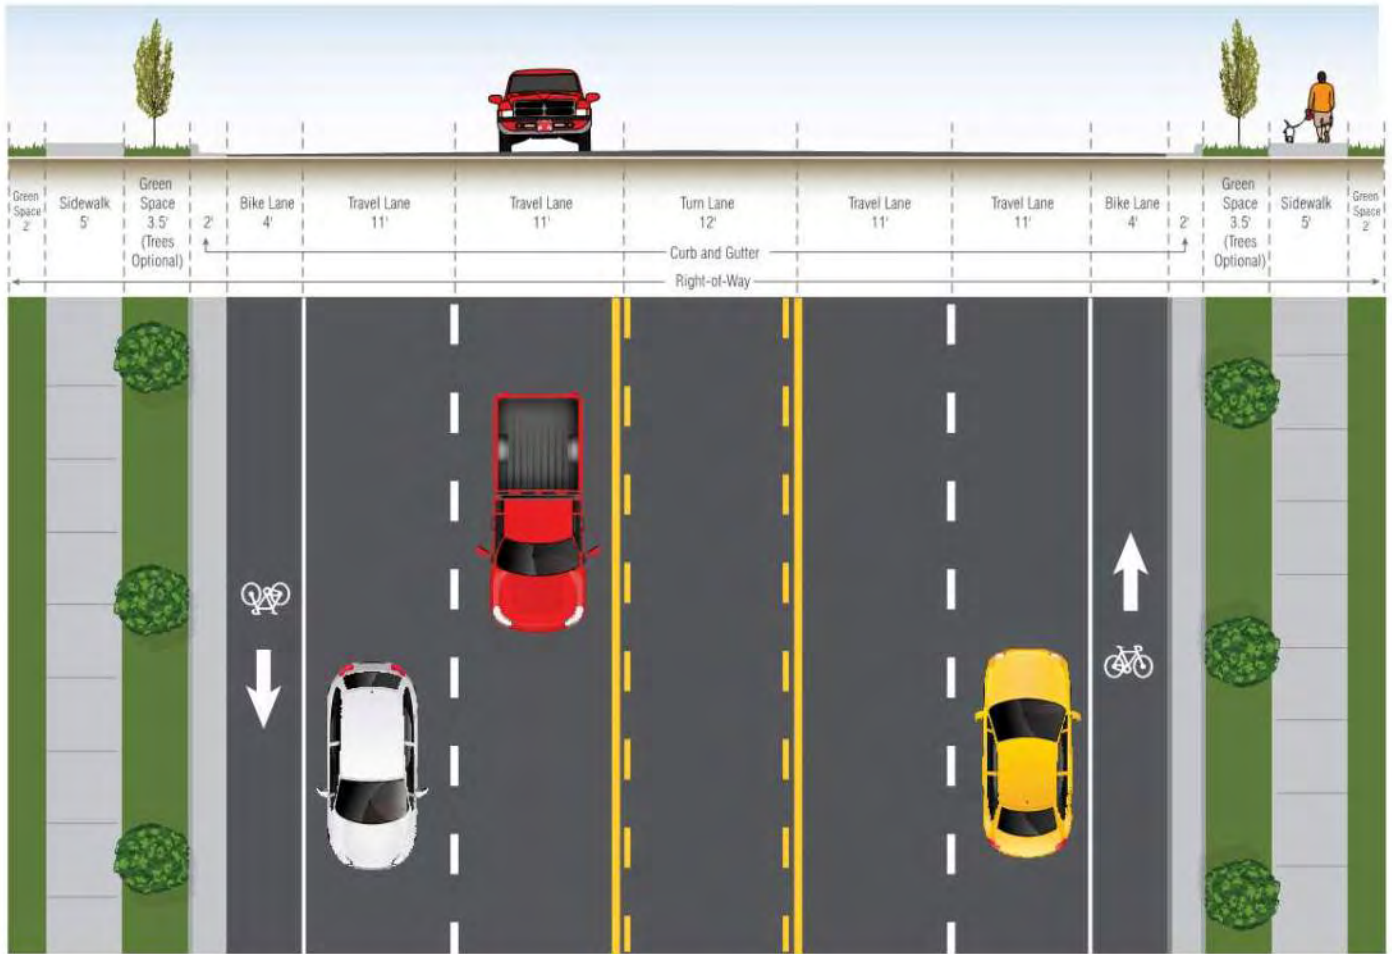 Green
Space
2'
Sidewalk
5'
Green
Space
3.5'
(Trees
Optional)
2'
Bike Lane
4'
Travel Lane
11'
Travel Lane
11'
Turn Lane
12'
Travel Lane
11'
Travel Lane
11'
Bike Lane
4'
2'
Green
Space
3.5'
(Trees
Optional)
Sidewalk
5'
Green
Space
2'
Curb and Gutter
Right-of-Way